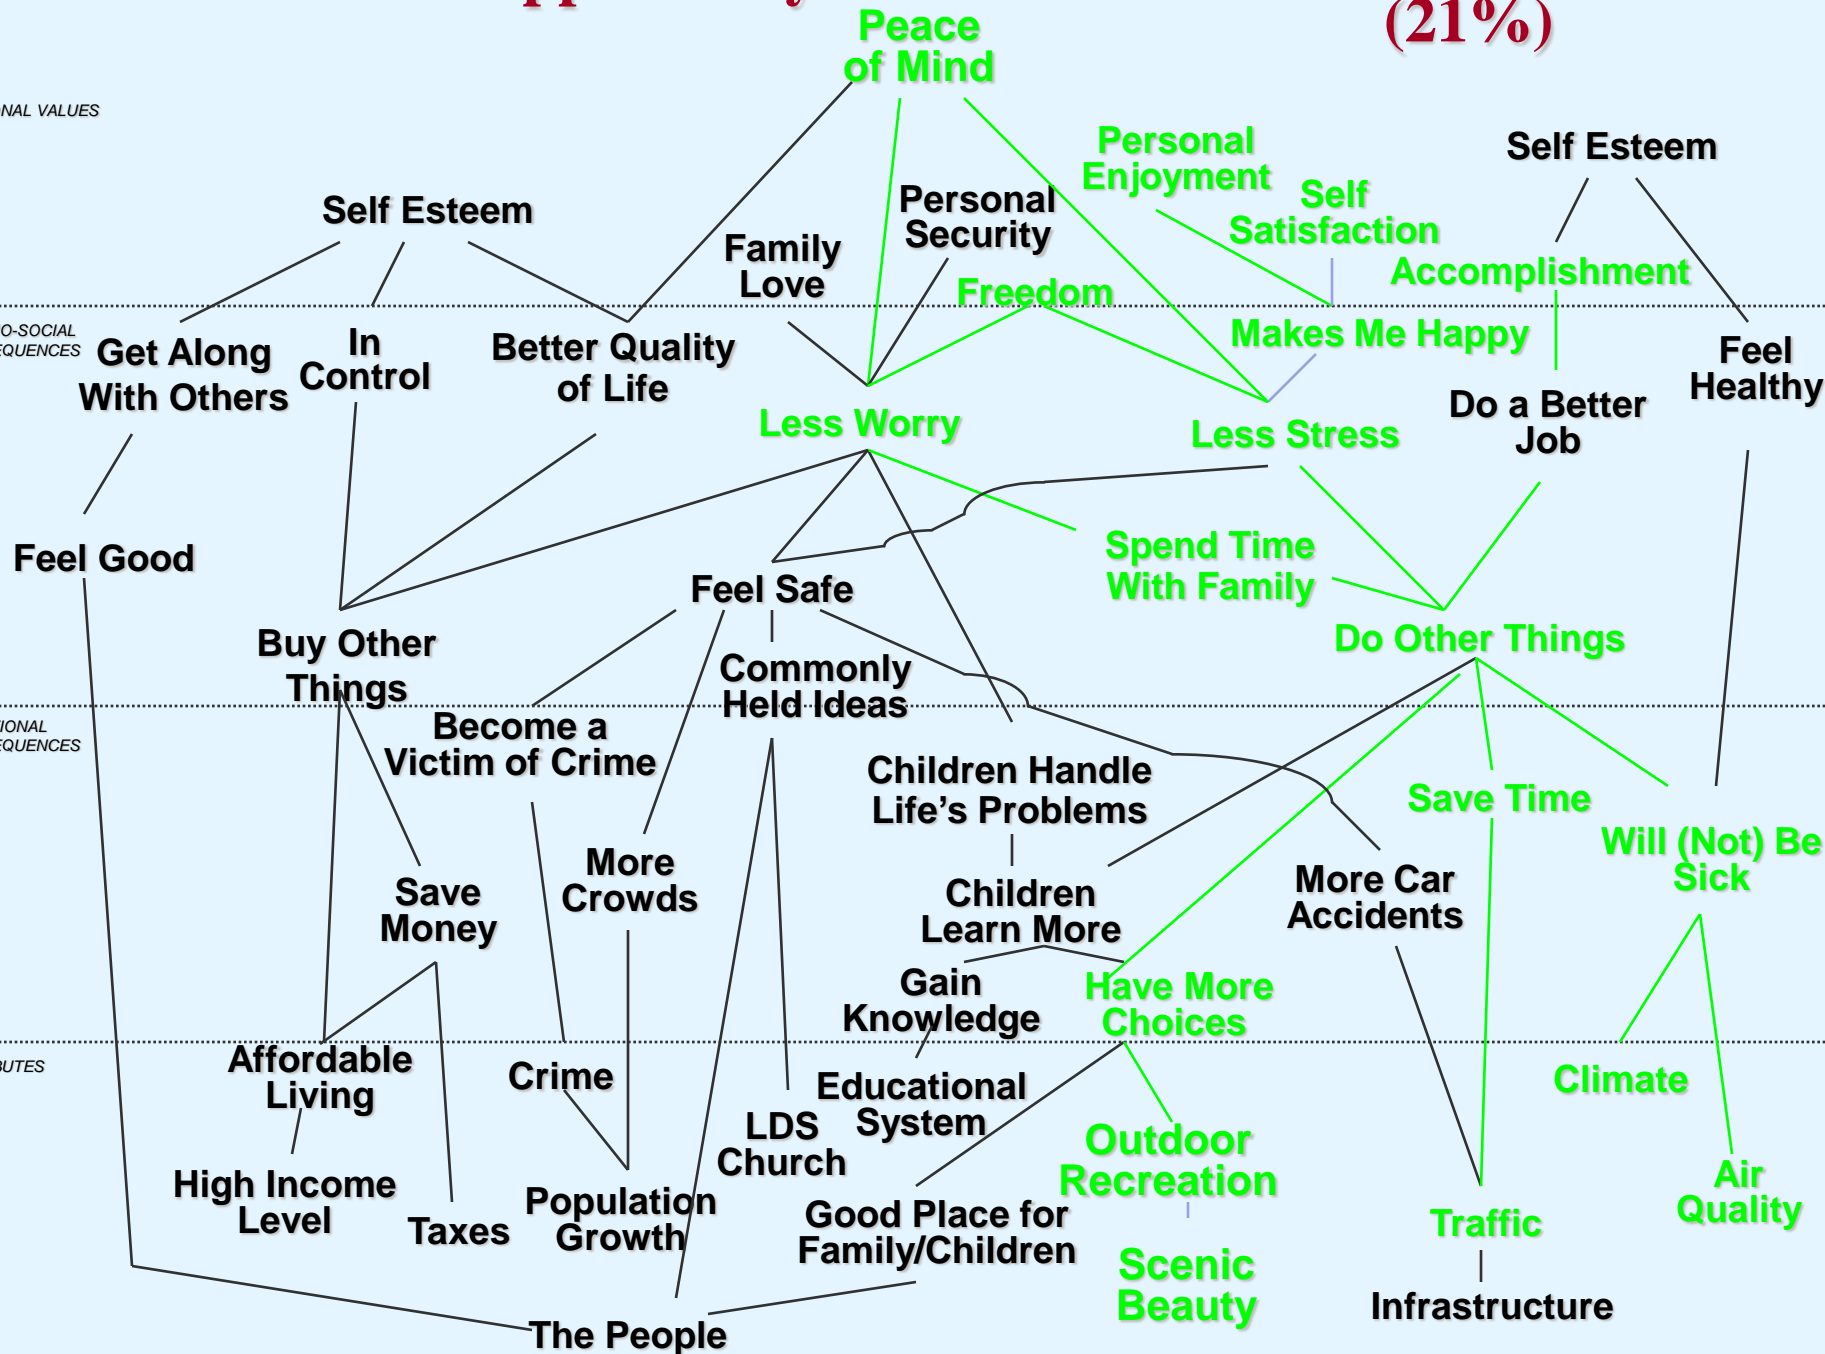 (21%)
Peace
of Mind
NAL VALUES
Personal
Enjoyment
Self Esteem
Self
Satisfaction
Self Esteem
Personal
Security
Family
Love
Accomplishment
Freedom
O-SOCIAL
EQUENCES
Get Along
With Others
In
Control
Better Quality
of Life
Makes Me Happy
Feel
Healthy
Do a Better
Job
Less Worry
Less Stress
Feel Good
Spend Time
With Family
Feel Safe
Buy Other
Things
Do Other Things
Commonly
Held Ideas
IONAL
EQUENCES
Become a
Victim of Crime
Children Handle
Life’s Problems
Save Time
Will (Not) Be
Sick
More
Crowds
Save
Money
Children
Learn More
More Car
Accidents
Gain
Knowledge
Have More
Choices
BUTES
Affordable
Living
Crime
Educational
System
Climate
LDS
Church
Outdoor
Recreation
High Income
Level
Taxes
Population
Growth
Good Place for
Family/Children
Traffic
Air
Quality
Scenic
Beauty
Infrastructure
The People